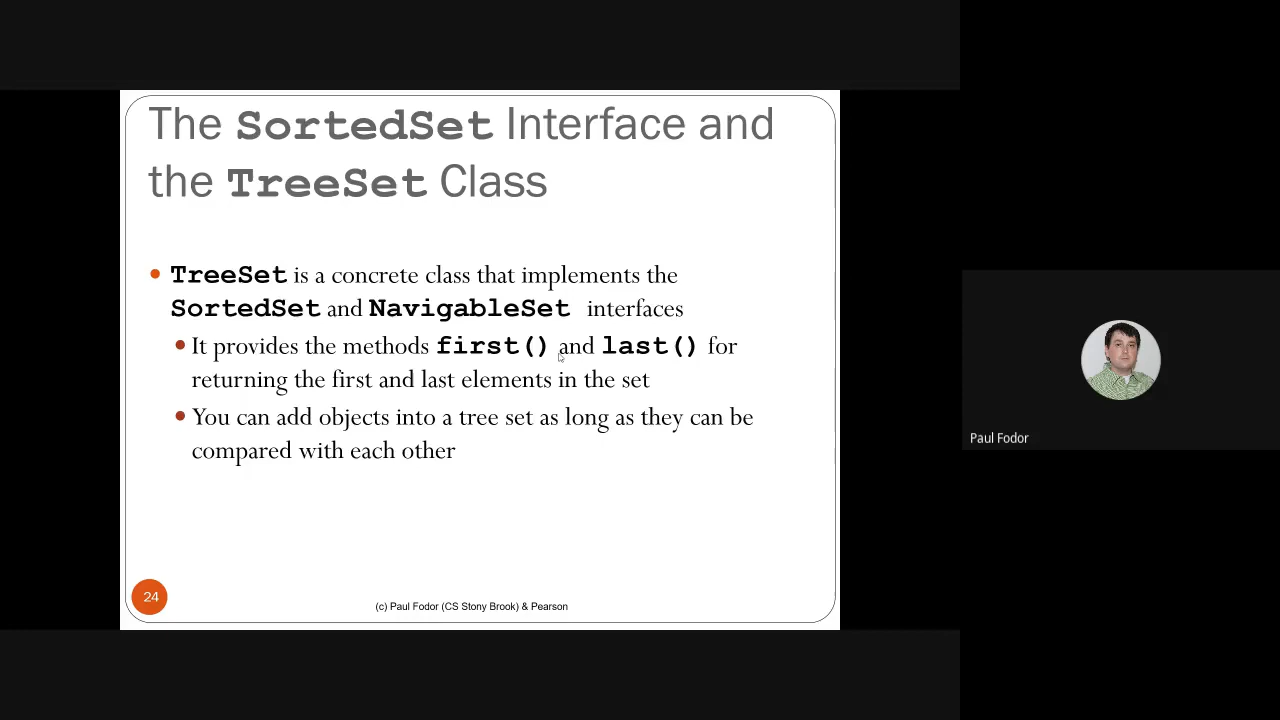 The SortedSet Interface and
the TreeSet Class
• TreeSet is a concrete class that implements the
SortedSet and NavigableSet interfaces
• It provides the methods first() and last() for
returning the first and last elements in the set
• You can add objects into a tree set as long as they can be
compared with each other
24
(c) Paul Fodor (CS Stony Brook) & Pearson
Paul Fodor